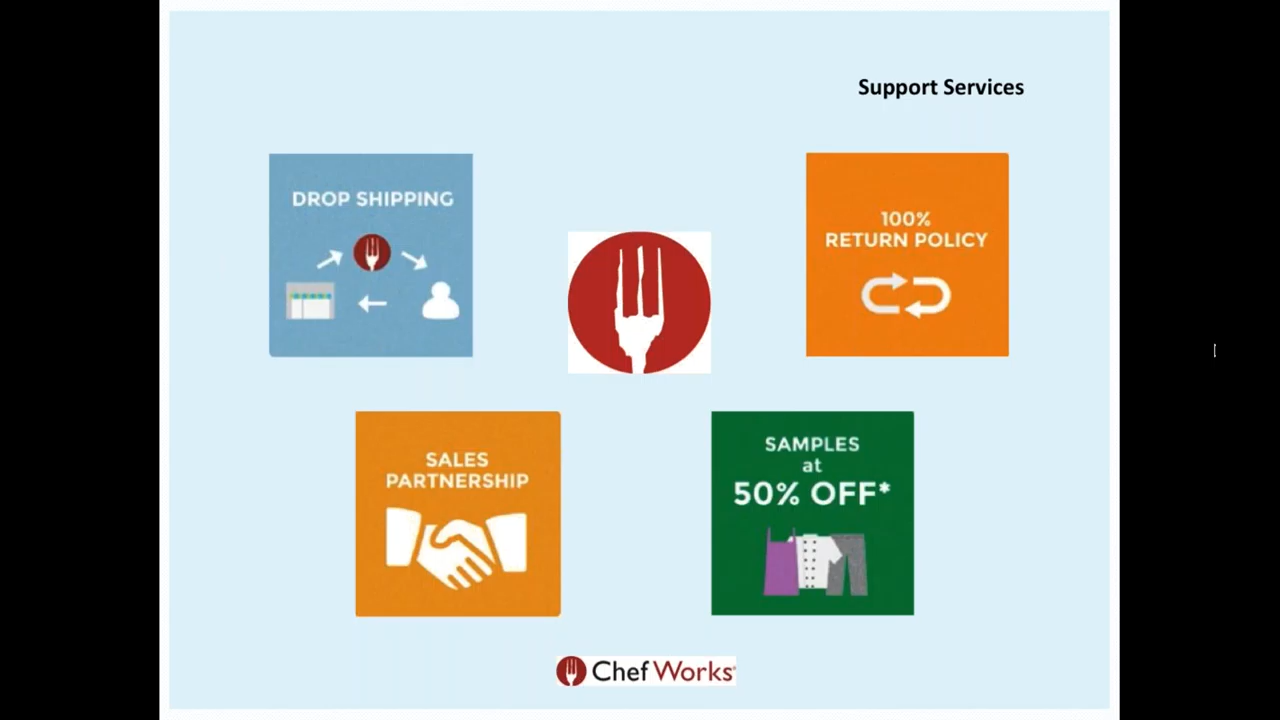 Support Services
DROP SHIPPING
100%
RETURN POLICY
SALES
PARTNERSHIP
SAMPLES
at
50% OFF*
Chef Works